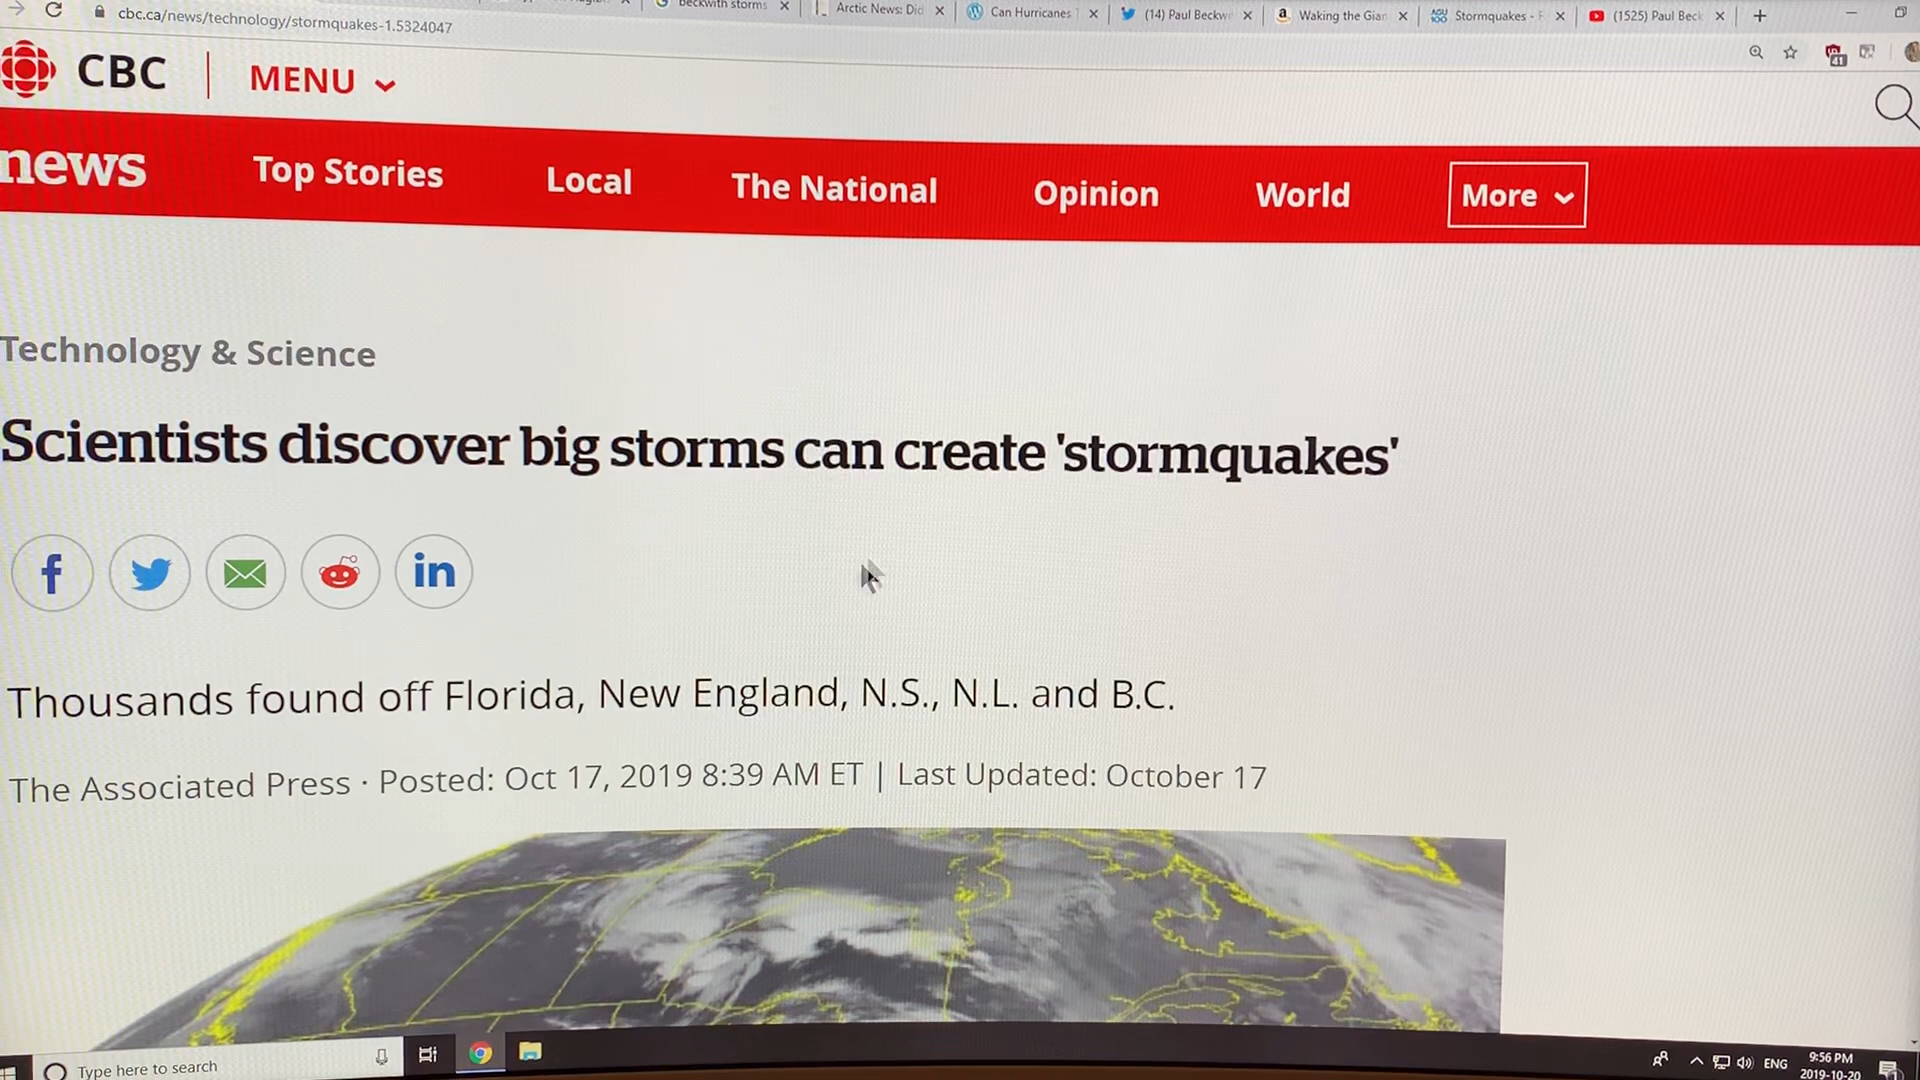 Beckwith storms
Arctic News: Did
Can Hurricanes
(14) Paul Beckw
Waking the Gian
Stormquakes -
(1525) Paul Beck
cbc.ca/news/technology/stormquakes-1.5324047
41
CBC
MENU
news
Top Stories
Local
The National
Opinion
World
More
Technology & Science
Scientists discover big storms can create 'stormquakes'
f
in
Thousands found off Florida, New England, N.S., N.L. and B.C.
The Associated Press · Posted: Oct 17, 2019 8:39 AM ET | Last Updated: October 17
Type here to search
ENG
9:56 PM
2019-10-20